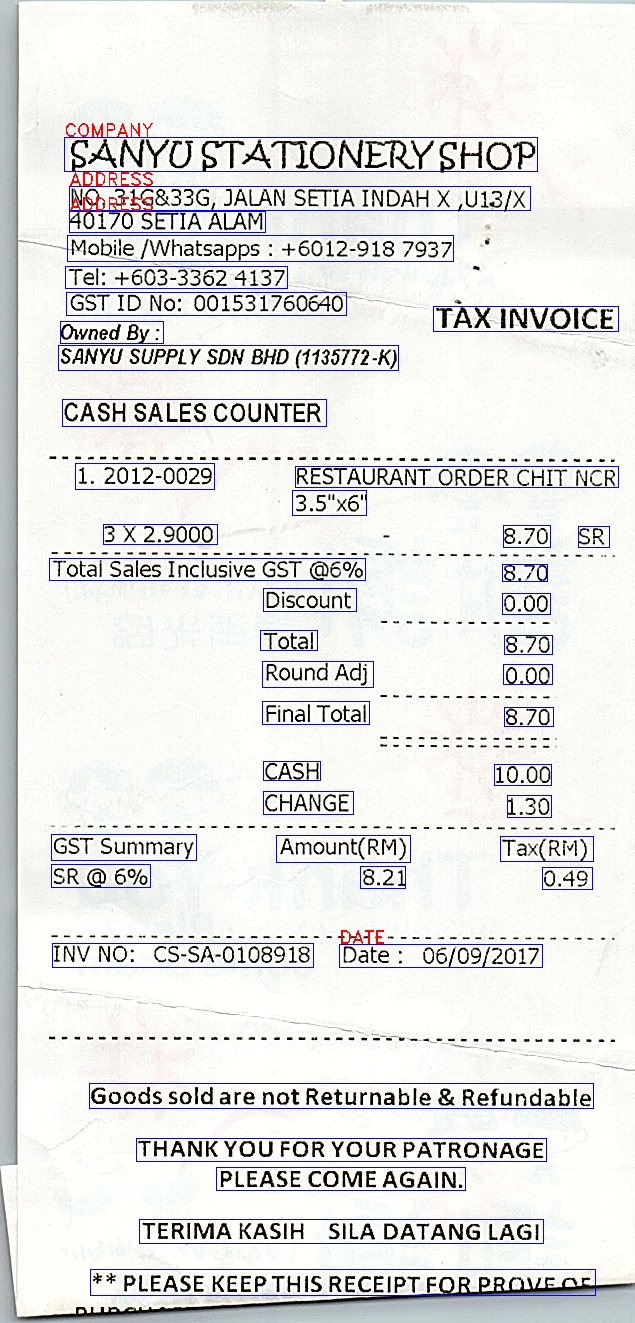 COMPANY
SANYU STATIONERY SHOP
ADDRESS
NO. 31G&33G, JALAN SETIA INDAH X ,U13/X
ADDRESS
40170 SETIA ALAM
Mobile /Whatsapps : +6012-918 7937
Tel: +603-3362 4137
GST ID No: 001531760640
TAX INVOICE
Owned By :
SANYU SUPPLY SDN BHD (1135772-K)
CASH SALES COUNTER
1. 2012-0029 RESTAURANT ORDER CHIT NCR
3.5"x6"
3 X 2.9000 - 8.70 SR
Total Sales Inclusive GST @6% 8.70
Discount 0.00
Total 8.70
Round Adj 0.00
Final Total 8.70
CASH 10.00
CHANGE 1.30
GST Summary Amount(RM) Tax(RM)
SR @ 6% 8.21 0.49
DATE
INV NO: CS-SA-0108918 Date : 06/09/2017
Goods sold are not Returnable & Refundable
THANK YOU FOR YOUR PATRONAGE
PLEASE COME AGAIN.
TERIMA KASIH SILA DATANG LAGI
** PLEASE KEEP THIS RECEIPT FOR PROVE OF